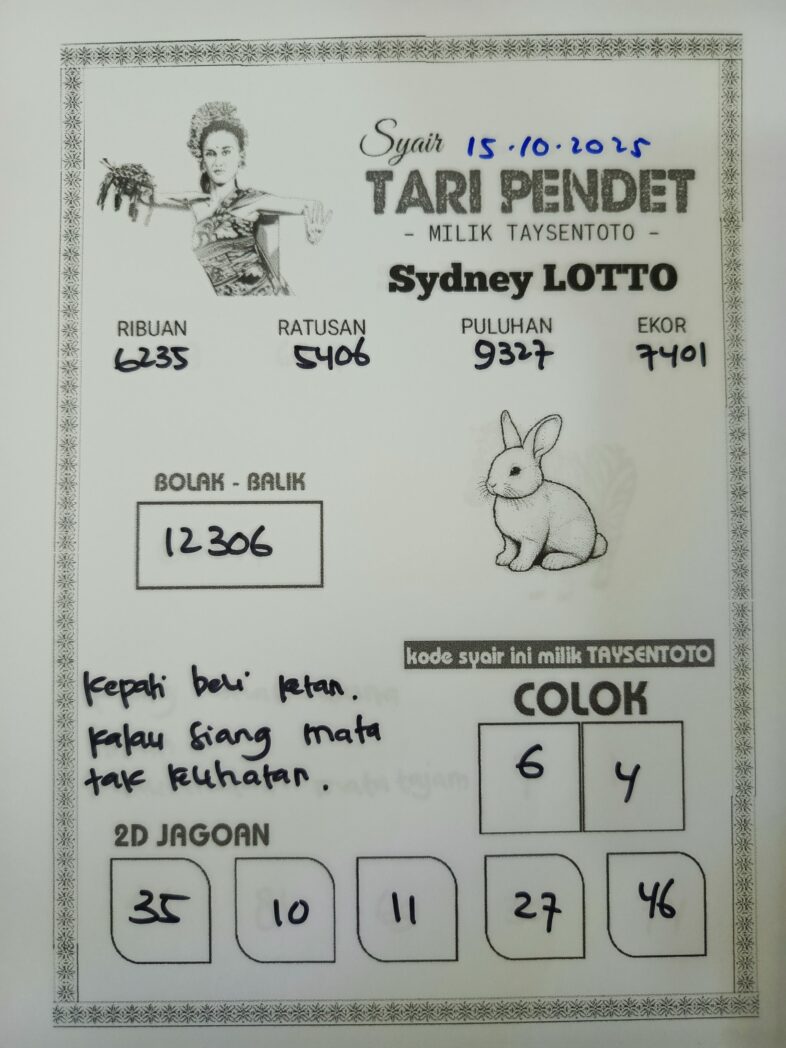 Syair 15.10.2025
TARI PENDET
- MILIK TAYSENTOTO -
Sydney LOTTO
RIBUAN RATUSAN PULUHAN EKOR
6235 5406 9327 7401
BOLAK - BALIK
12306
kode syair ini milik TAYSENTOTO
Kepati beli ketan.
Kalau siang mata
tak kelihatan.
COLOK
6 4
2D JAGOAN
35 10 11 27 46